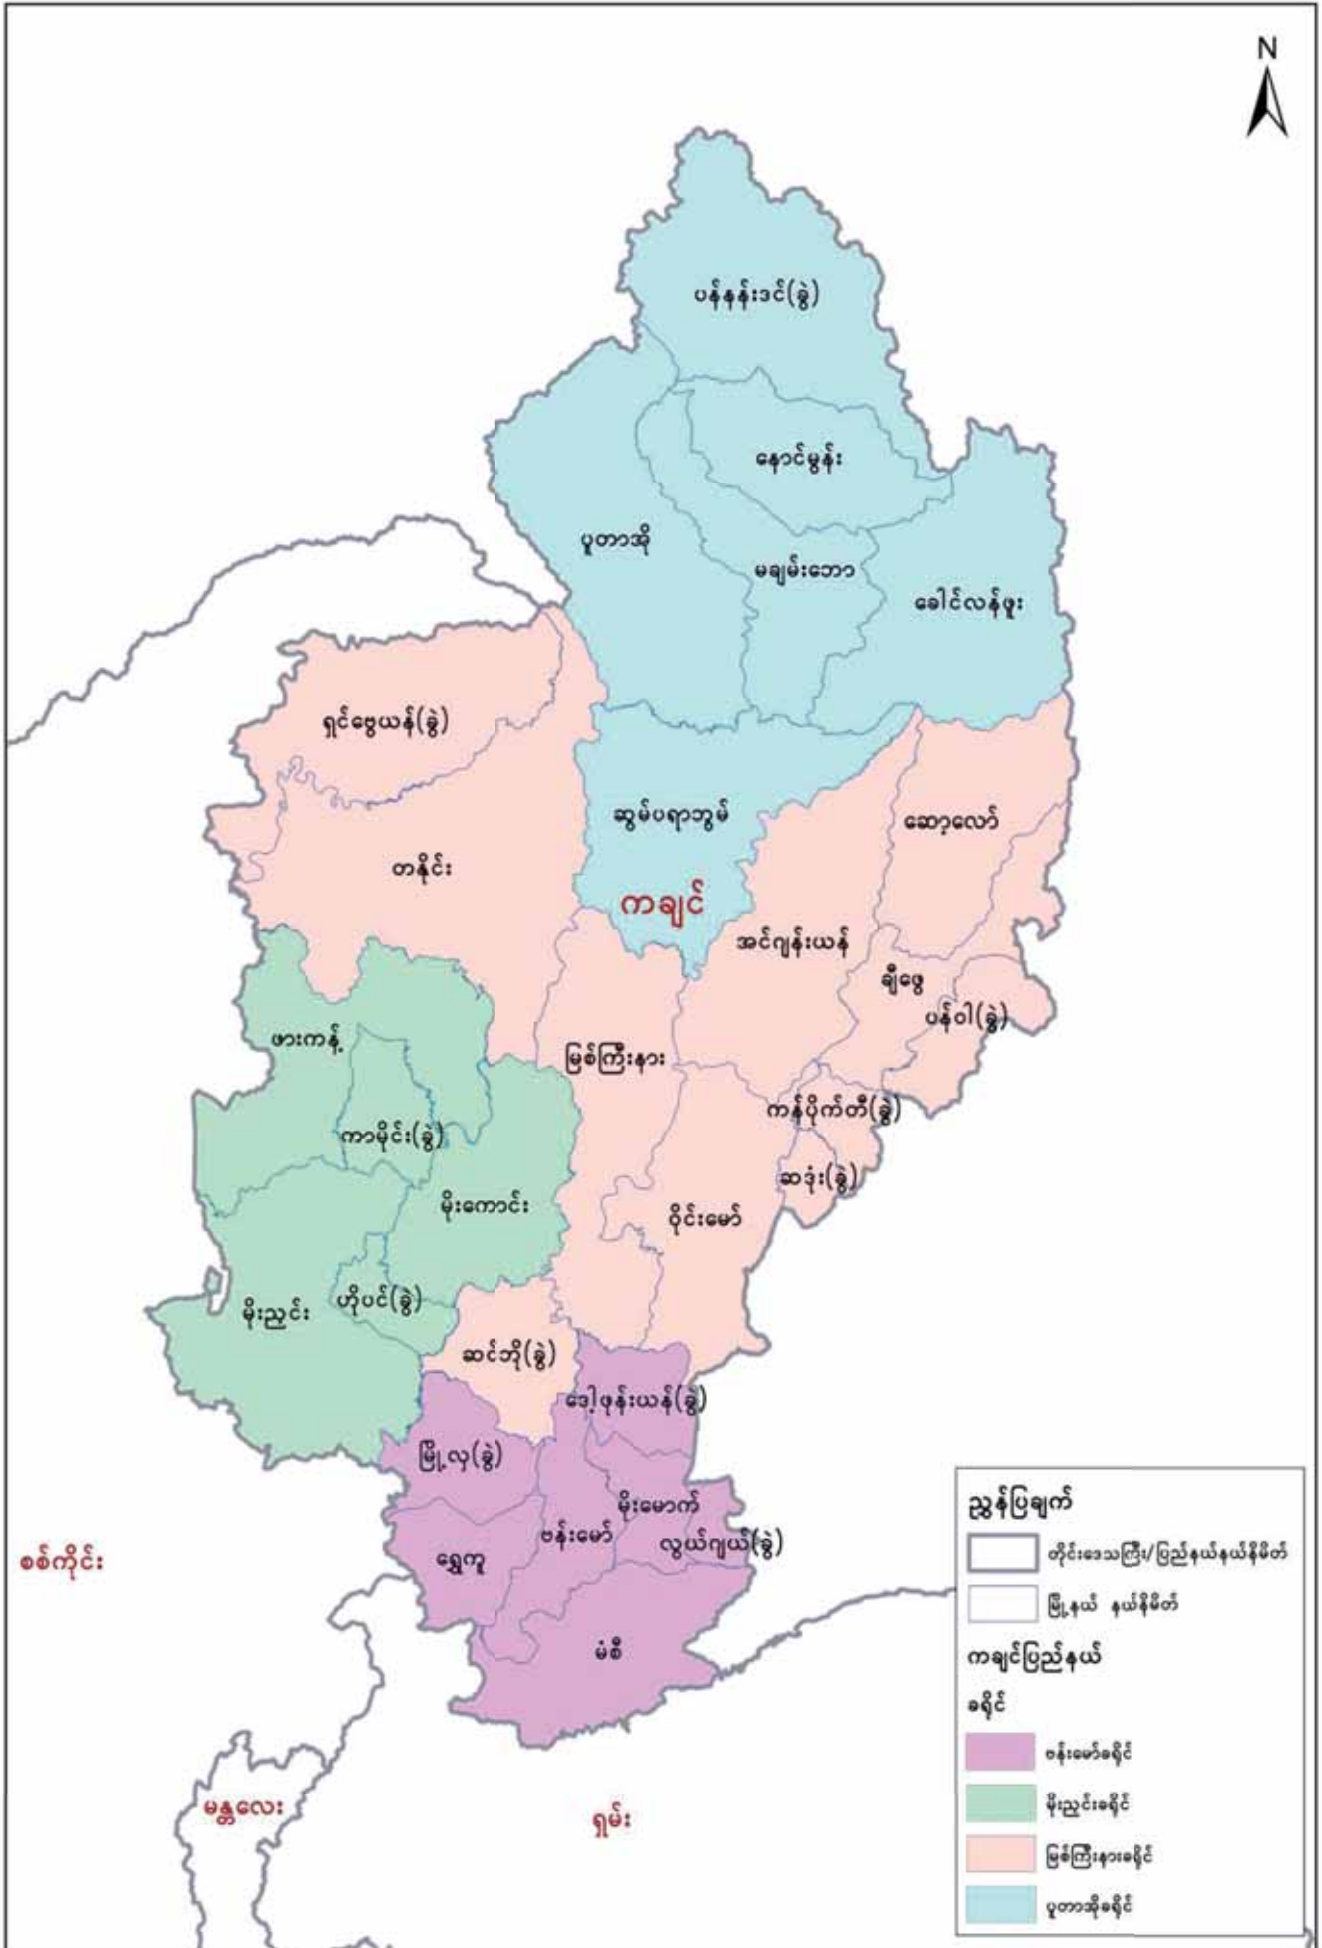 N
ပန်နန်းဒင်(ခွဲ)
နောင်မွန်း
ပူတာအို
မချမ်းဘော
ခေါင်လန်ဖူး
ရှင်ဗွေယန်(ခွဲ)
ဆွမ်ပရာဘွမ်
ဆော့လော်
တနိုင်း
ကချင်
အင်ဂျန်းယန်
ချီဖွေ
ပန်ဝါ(ခွဲ)
ဖားကန့်
မြစ်ကြီးနား
ကန်ပိုက်တီ(ခွဲ)
ကာမိုင်း(ခွဲ)
ဆဒုံး(ခွဲ)
မိုးကောင်း
ဝိုင်းမော်
ဟိုပင်(ခွဲ)
မိုးညှင်း
ဆင်ဘို(ခွဲ)
ဒေါ့ဖုန်းယန်(ခွဲ)
မြို့လှ(ခွဲ)
မိုးမောက်
ဗန်းမော်
လွယ်ဂျယ်(ခွဲ)
ရွှေကူ
စစ်ကိုင်း
မံစီ
မန္တလေး
ရှမ်း
ညွှန်ပြချက်
တိုင်းဒေသကြီး/ပြည်နယ်နယ်နိမိတ်
မြို့နယ် နယ်နိမိတ်
ကချင်ပြည်နယ်
ခရိုင်
ဗန်းမော်ခရိုင်
မိုးညှင်းခရိုင်
မြစ်ကြီးနားခရိုင်
ပူတာအိုခရိုင်